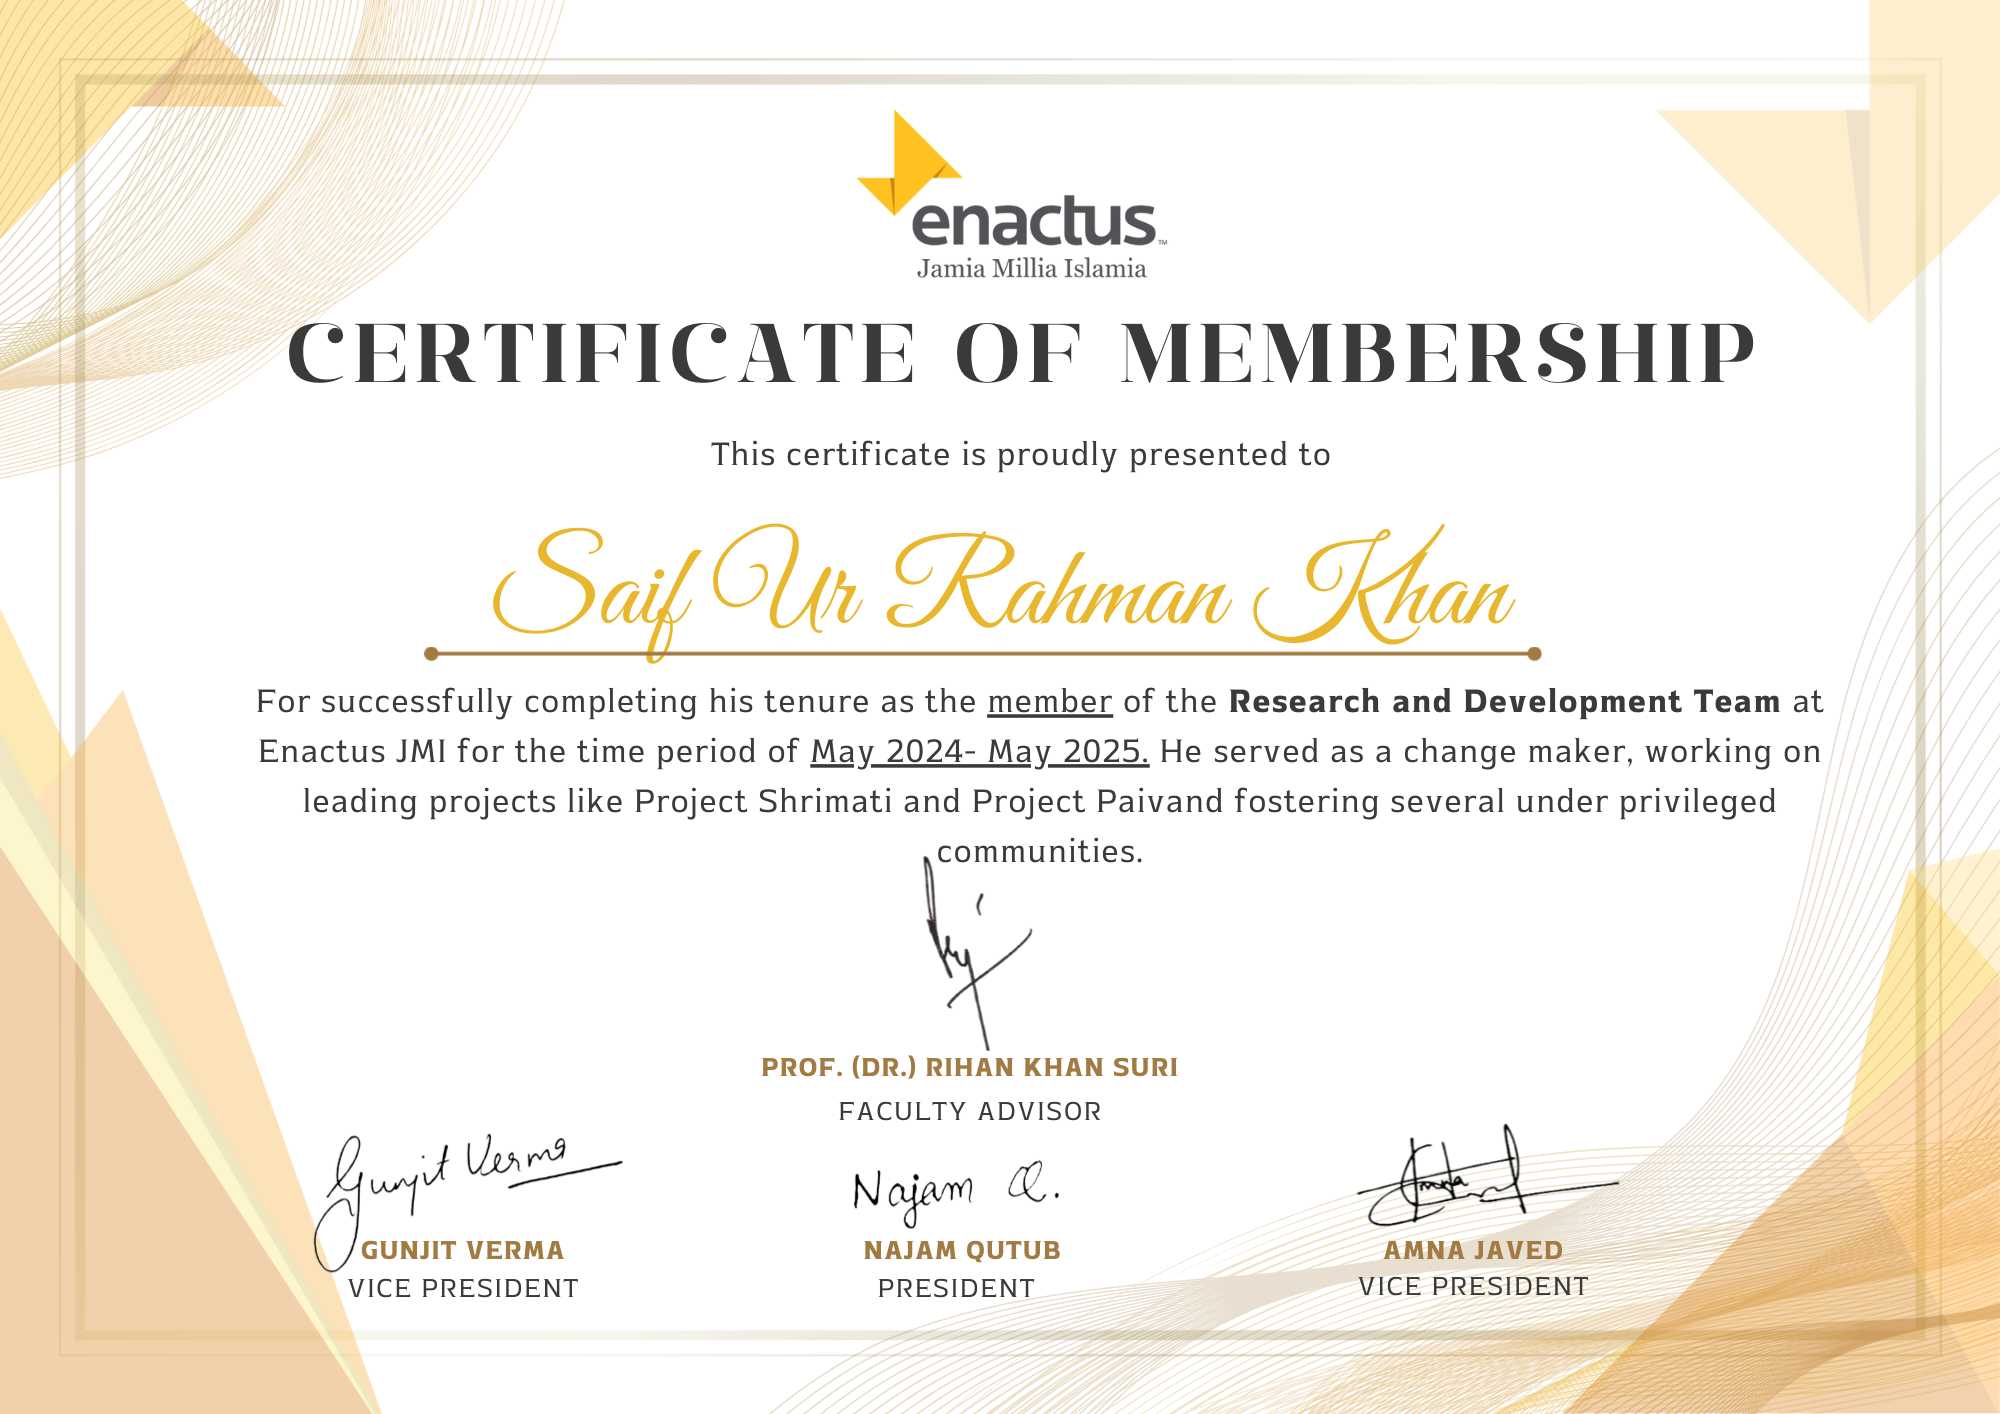 enactus™
Jamia Millia Islamia
CERTIFICATE OF MEMBERSHIP
This certificate is proudly presented to
Saif Ur Rahman Khan
For successfully completing his tenure as the member of the Research and Development Team at
Enactus JMI for the time period of May 2024- May 2025. He served as a change maker, working on
leading projects like Project Shrimati and Project Paivand fostering several under privileged
communities.
PROF. (DR.) RIHAN KHAN SURI
FACULTY ADVISOR
Gunjit Verma
GUNJIT VERMA
VICE PRESIDENT
Najam Q.
NAJAM QUTUB
PRESIDENT
AMNA JAVED
VICE PRESIDENT